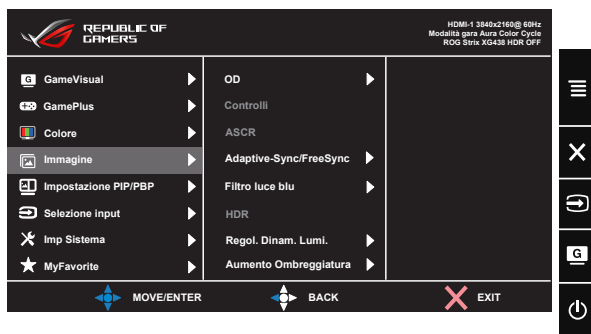 REPUBLIC OF
GAMERS
HDMI-1 3840x2160@ 60Hz
Modalità gara Aura Color Cycle
ROG Strix XG438 HDR OFF
G GameVisual
GamePlus
Colore
Immagine
Impostazione PIP/PBP
Selezione input
Imp Sistema
MyFavorite
OD
Controlli
ASCR
Adaptive-Sync/FreeSync
Filtro luce blu
HDR
Regol. Dinam. Lumi.
Aumento Ombreggiatura
G
MOVE/ENTER
BACK
EXIT